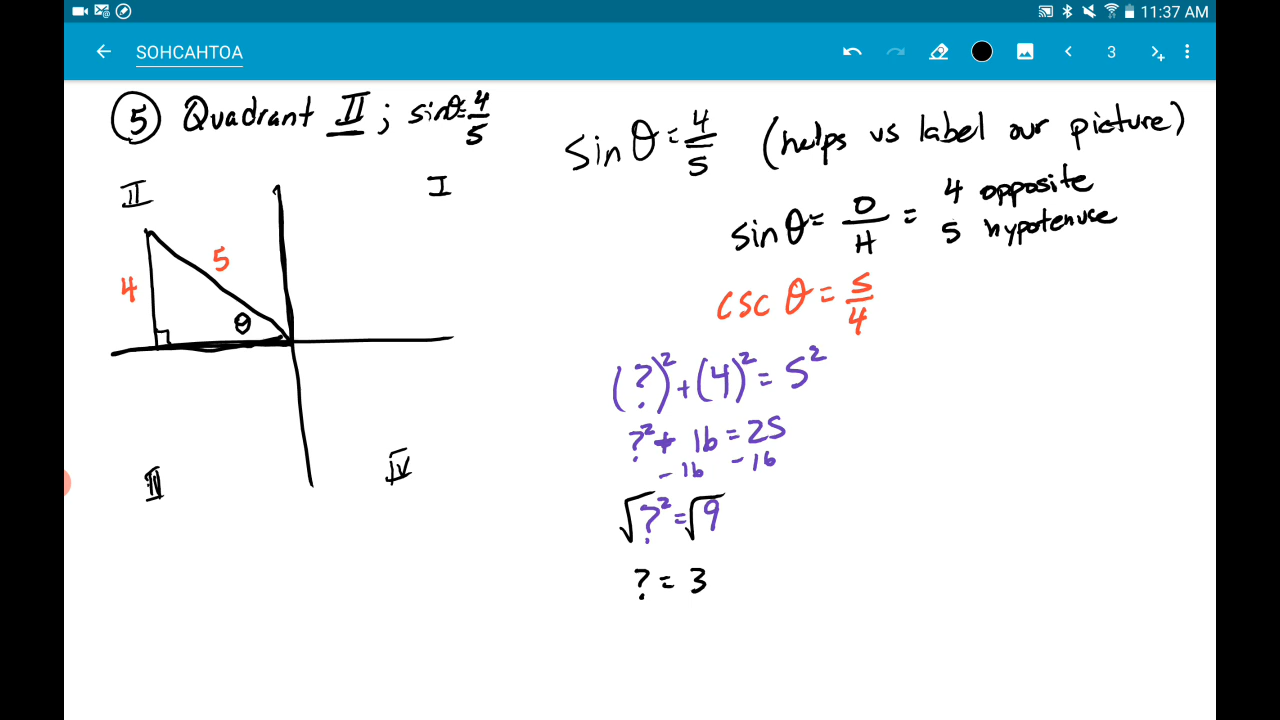 11:37 AM
SOHCAHTOA
3
5 Quadrant II ; sinθ=4/5
II
I
4
5
θ
III
IV
sin θ = 4/5 (helps us label our picture)
sin θ = O/H = 4 opposite
5 hypotenuse
csc θ = 5/4
(?)² + (4)² = 5²
?² + 16 = 25
-16 -16
√?² = √9
? = 3